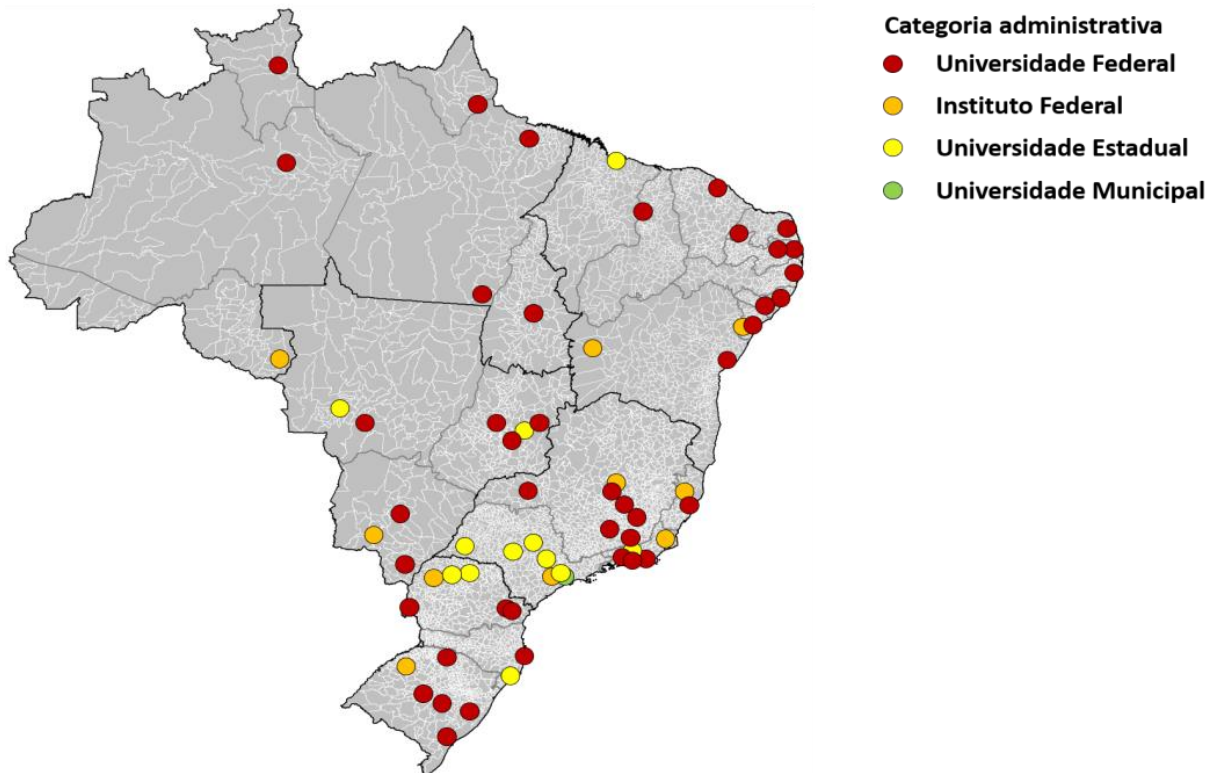 Categoria administrativa
Universidade Federal
Instituto Federal
Universidade Estadual
Universidade Municipal